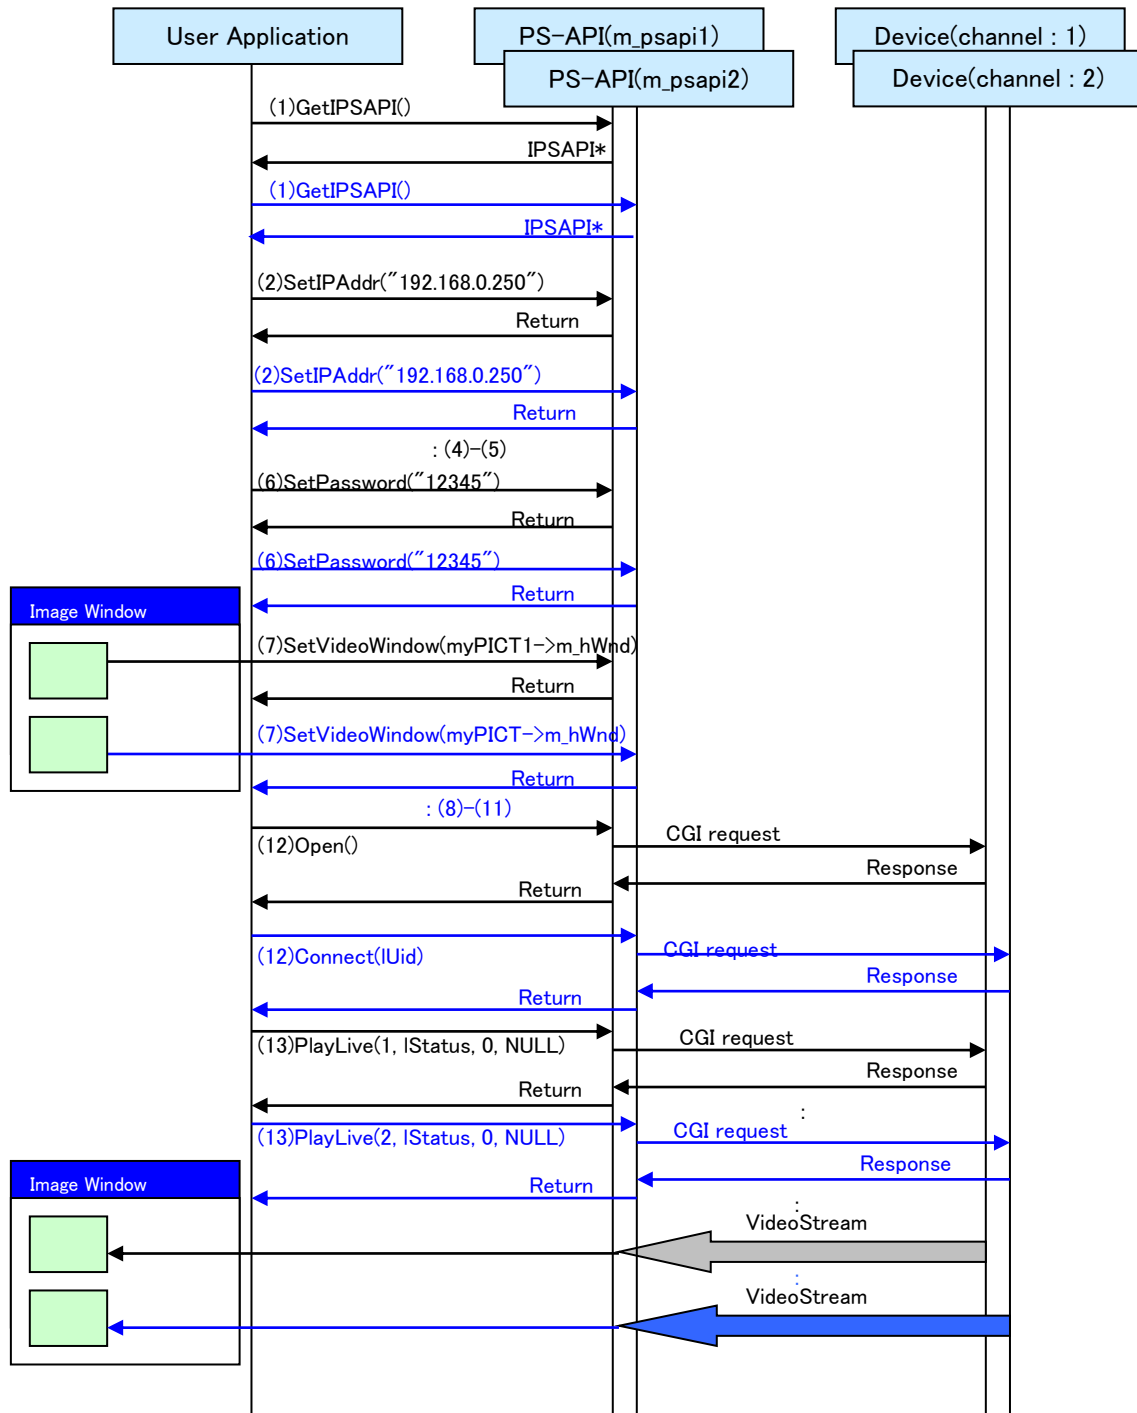 User Application
PS-API(m_psapi1)
Device(channel : 1)
PS-API(m_psapi2)
Device(channel : 2)
(1)GetIPSAPI()
IPSAPI*
(1)GetIPSAPI()
IPSAPI*
(2)SetIPAddr("192.168.0.250")
Return
(2)SetIPAddr("192.168.0.250")
Return
: (4)-(5)
(6)SetPassword("12345")
Return
(6)SetPassword("12345")
Return
Image Window
(7)SetVideoWindow(myPICT1->m_hWnd)
Return
(7)SetVideoWindow(myPICT->m_hWnd)
Return
: (8)-(11)
CGI request
(12)Open()
Response
Return
(12)Connect(lUid)
CGI request
Response
Return
(13)PlayLive(1, lStatus, 0, NULL)
CGI request
Response
Return
:
(13)PlayLive(2, lStatus, 0, NULL)
CGI request
Response
Return
Image Window
:
VideoStream
:
VideoStream